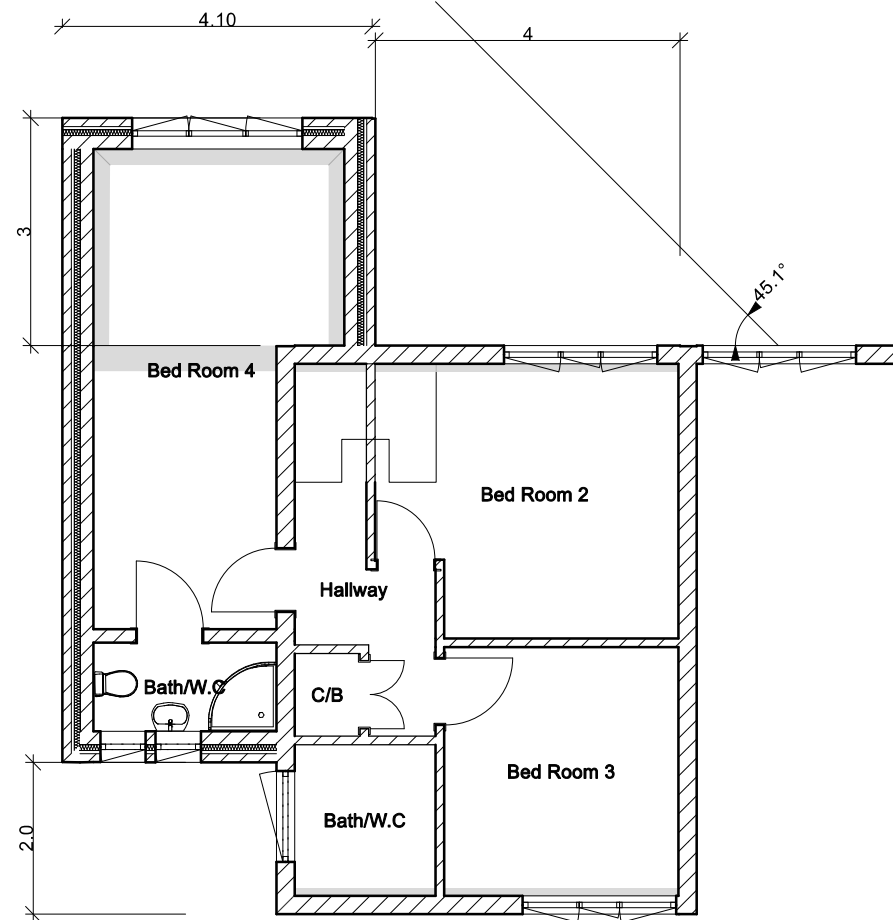 4.10
4
3
45.1°
Bed Room 4
Bed Room 2
Hallway
Bath/W.C
C/B
Bed Room 3
Bath/W.C
2.0